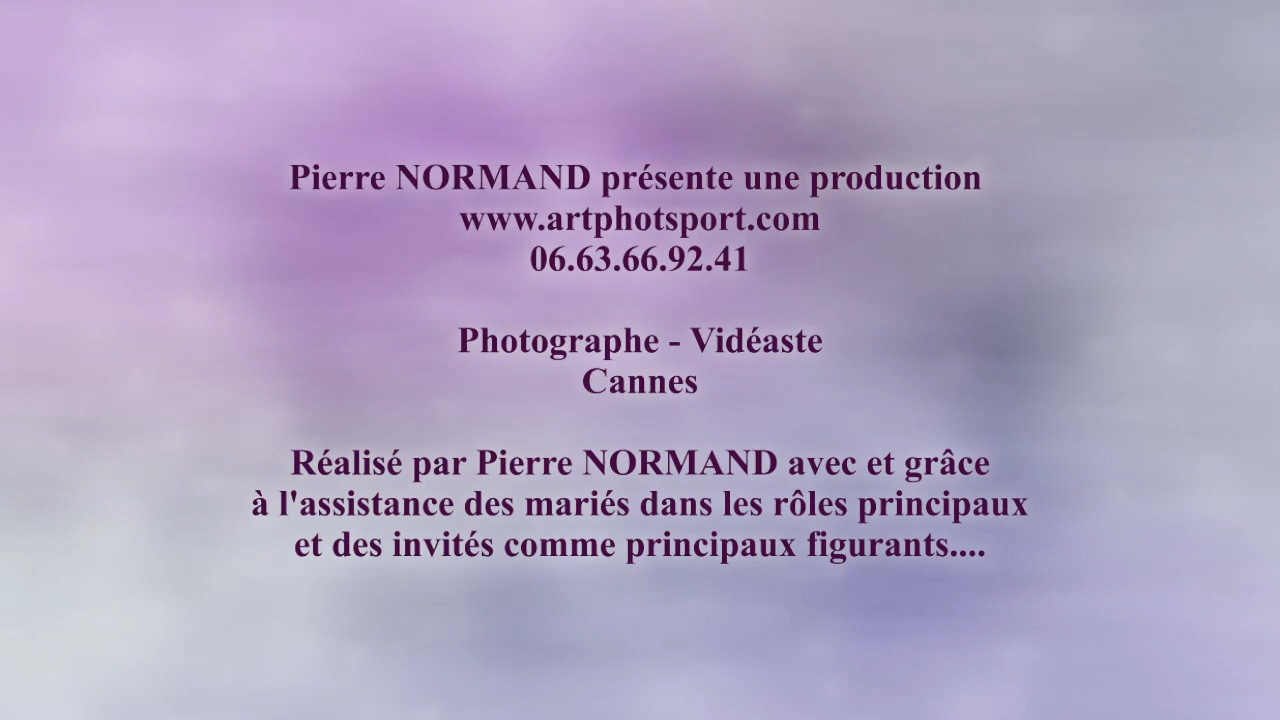 Pierre NORMAND présente une production
www.artphotsport.com
06.63.66.92.41
Photographe - Vidéaste
Cannes
Réalisé par Pierre NORMAND avec et grâce
à l'assistance des mariés dans les rôles principaux
et des invités comme principaux figurants....